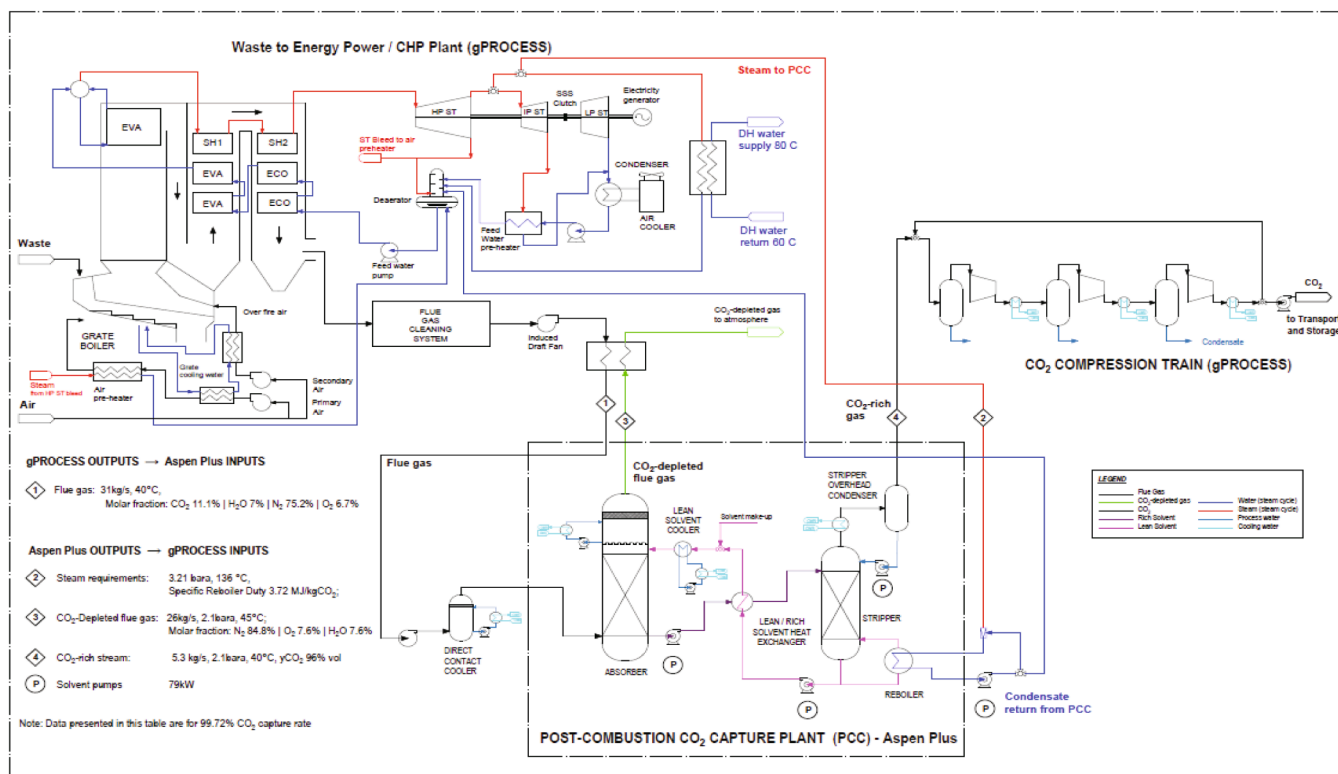 Waste to Energy Power / CHP Plant (gPROCESS)
Steam to PCC
EVA
SH1
SH2
EVA
ECO
EVA
ECO
HP ST
IP ST
SSS
Clutch
LP ST
Electricity
generator
ST Bleed to air
preheater
Deaerator
Feed
Water
pre-heater
CONDENSER
AIR
COOLER
DH water
supply 80 C
DH water
return 60 C
Feed water
pump
Waste
Over fire air
GRATE
BOILER
Grate
cooling water
Steam
from HP ST bleed
Air
pre-heater
Secondary
Air
Primary
Air
Air
FLUE
GAS
CLEANING
SYSTEM
Induced
Draft Fan
CO₂-depleted gas
to atmosphere
CO₂
to Transport
and Storage
Condensate
CO₂ COMPRESSION TRAIN (gPROCESS)
CO₂-rich
gas
1
3
4
2
gPROCESS OUTPUTS → Aspen Plus INPUTS
1 Flue gas: 31kg/s, 40°C,
Molar fraction: CO₂ 11.1% | H₂O 7% | N₂ 75.2% | O₂ 6.7%
Aspen Plus OUTPUTS → gPROCESS INPUTS
2 Steam requirements: 3.21 bara, 136 °C,
Specific Reboiler Duty 3.72 MJ/kgCO₂;
3 CO₂-Depleted flue gas: 26kg/s, 2.1bara, 45°C;
Molar fraction: N₂ 84.8% | O₂ 7.6% | H₂O 7.6%
4 CO₂-rich stream: 5.3 kg/s, 2.1bara, 40°C, yCO₂ 96% vol
P Solvent pumps 79kW
Note: Data presented in this table are for 99.72% CO₂ capture rate
Flue gas
CO₂-depleted
flue gas
LEAN
SOLVENT
COOLER
Solvent make-up
STRIPPER
OVERHEAD
CONDENSER
P
DIRECT
CONTACT
COOLER
ABSORBER
P
LEAN / RICH
SOLVENT HEAT
EXCHANGER
STRIPPER
P
REBOILER
P
Condensate
return from PCC
POST-COMBUSTION CO₂ CAPTURE PLANT (PCC) - Aspen Plus
LEGEND
Flue Gas
CO₂-depleted gas
CO₂
Rich Solvent
Lean Solvent
Water (steam cycle)
Steam (steam cycle)
Process water
Cooling water